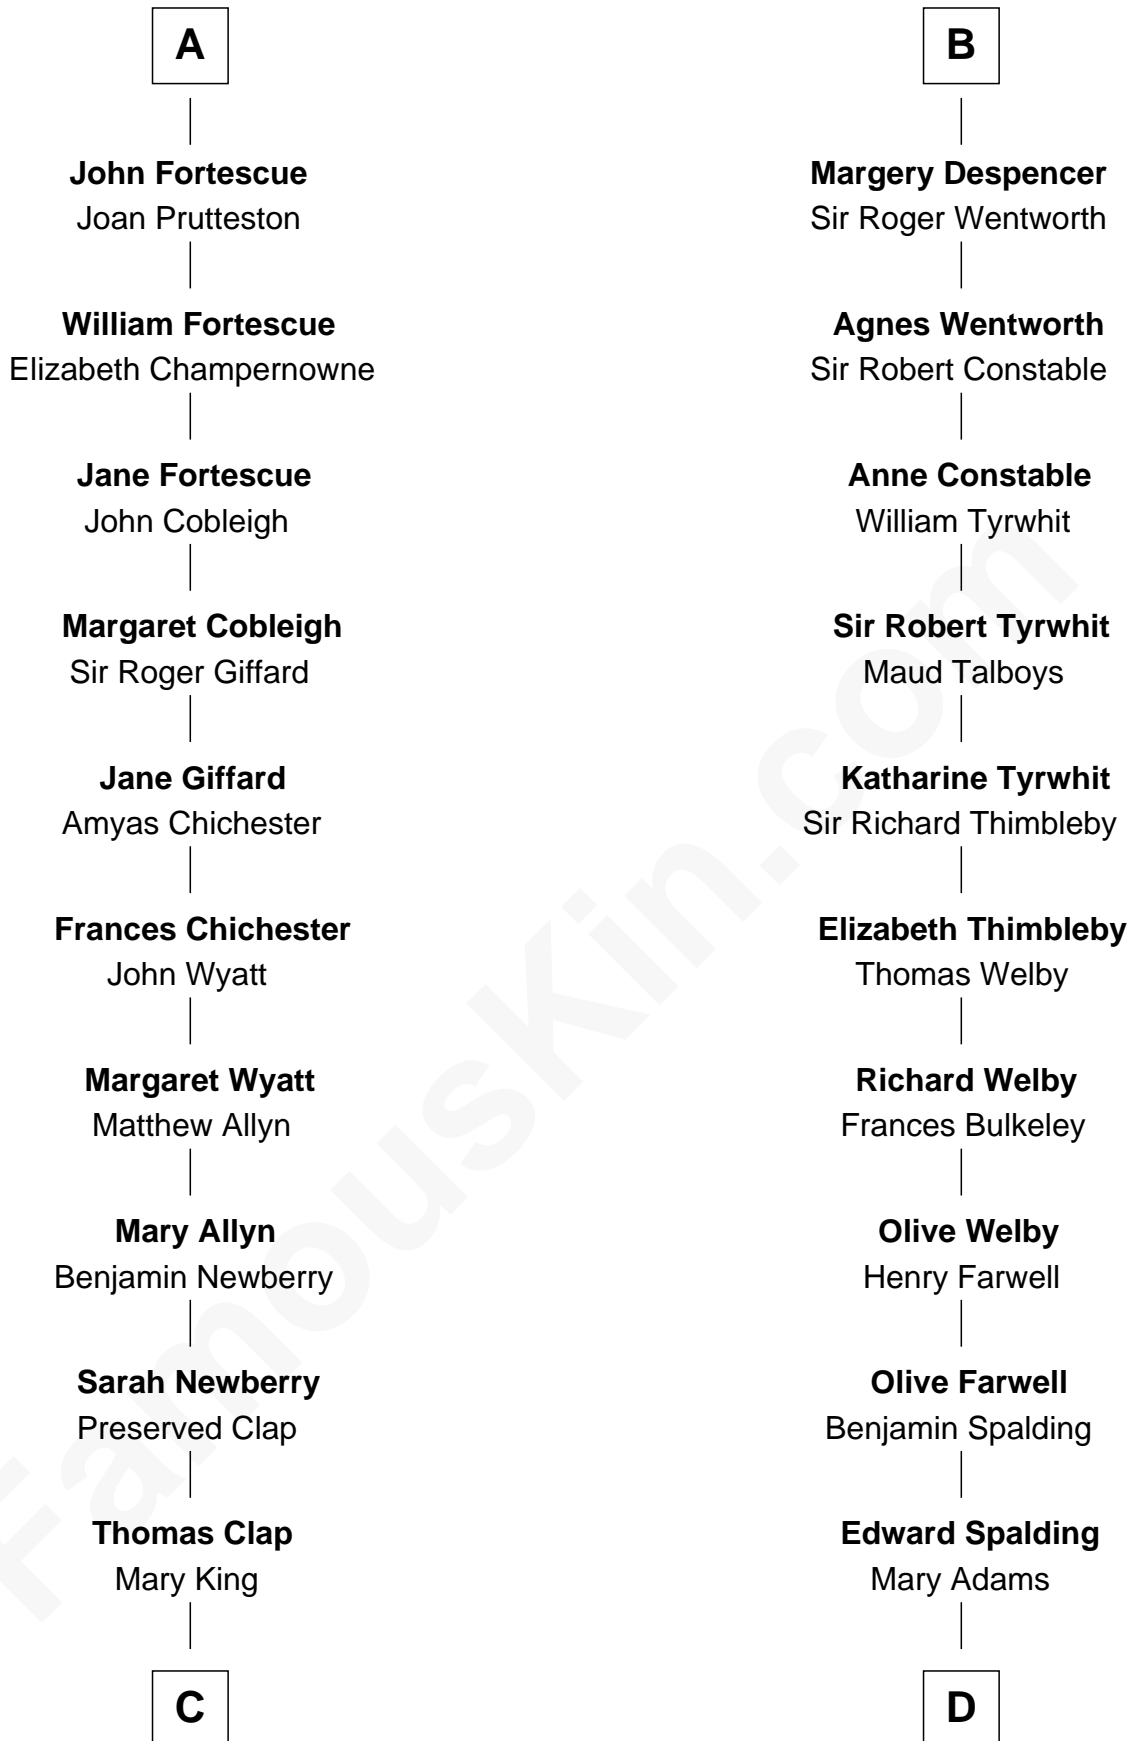 A
John Fortescue
Joan Prutteston
William Fortescue
Elizabeth Champernowne
Jane Fortescue
John Cobleigh
Margaret Cobleigh
Sir Roger Giffard
Jane Giffard
Amyas Chichester
Frances Chichester
John Wyatt
Margaret Wyatt
Matthew Allyn
Mary Allyn
Benjamin Newberry
Sarah Newberry
Preserved Clap
Thomas Clap
Mary King
C
B
Margery Despencer
Sir Roger Wentworth
Agnes Wentworth
Sir Robert Constable
Anne Constable
William Tyrwhit
Sir Robert Tyrwhit
Maud Talboys
Katharine Tyrwhit
Sir Richard Thimbleby
Elizabeth Thimbleby
Thomas Welby
Richard Welby
Frances Bulkeley
Olive Welby
Henry Farwell
Olive Farwell
Benjamin Spalding
Edward Spalding
Mary Adams
D
FamousKin.com